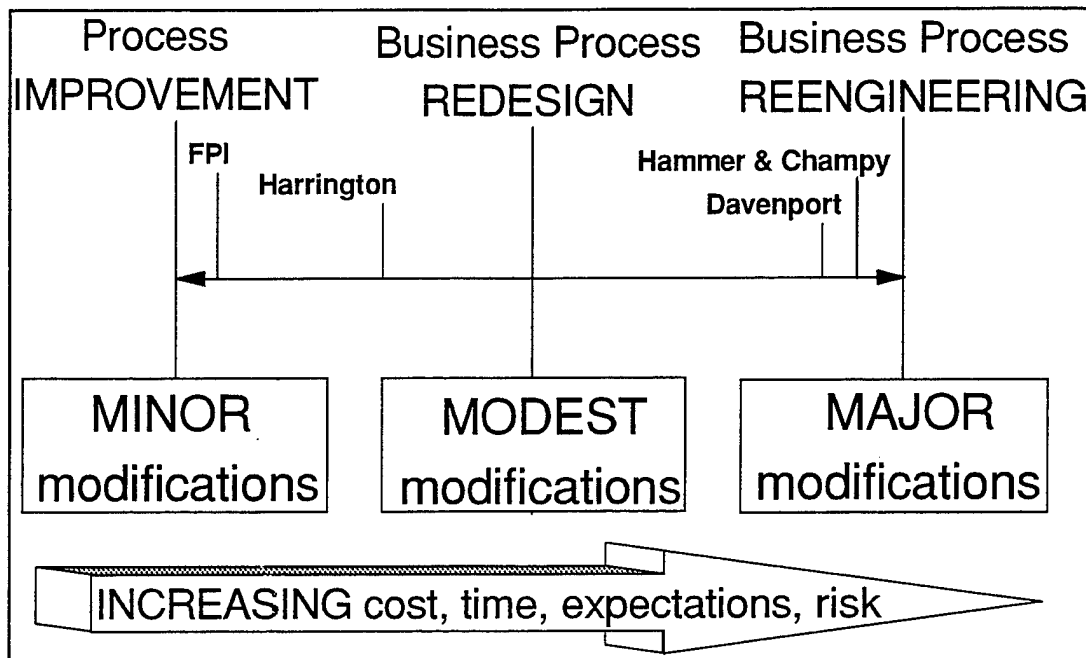 Process
IMPROVEMENT
Business Process
REDESIGN
Business Process
REENGINEERING
FPI
Harrington
Hammer & Champy
Davenport
MINOR
modifications
MODEST
modifications
MAJOR
modifications
INCREASING cost, time, expectations, risk